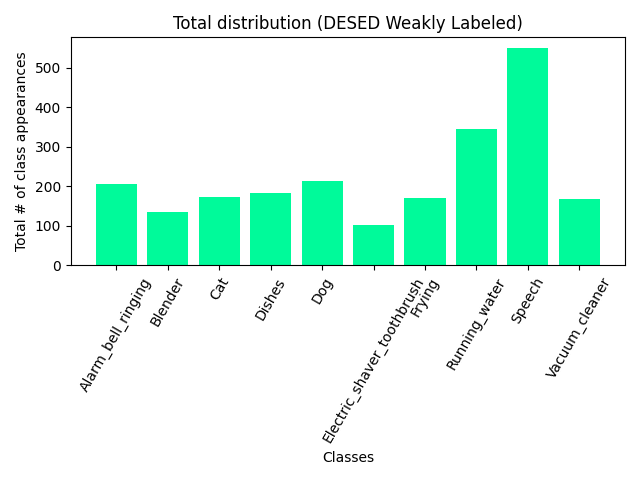 Total distribution (DESED Weakly Labeled)
Total # of class appearances
500
400
300
200
100
0
Alarm_bell_ringing
Blender
Cat
Dishes
Dog
Electric_shaver_toothbrush
Frying
Running_water
Speech
Vacuum_cleaner
Classes